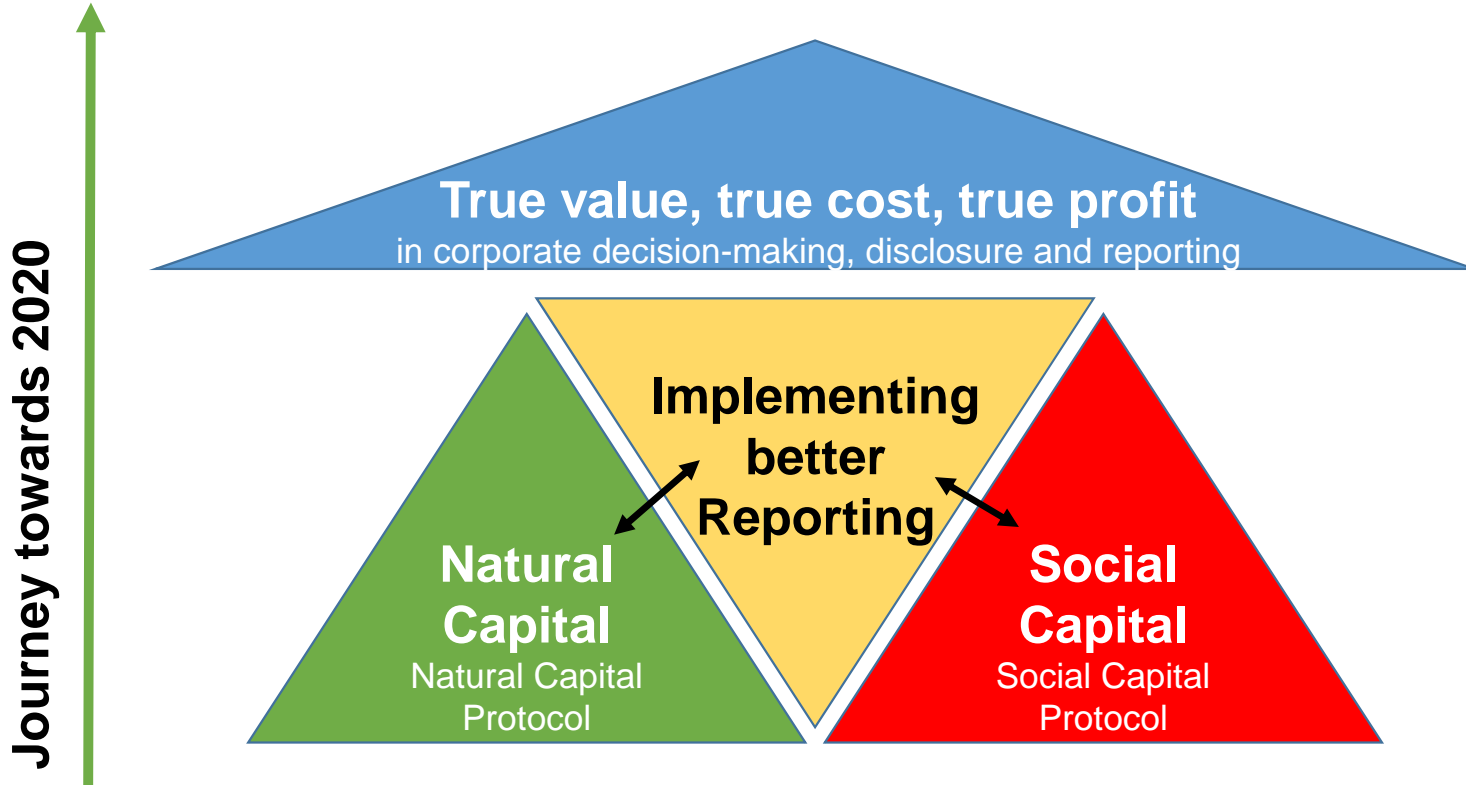 Journey towards 2020
True value, true cost, true profit
in corporate decision-making, disclosure and reporting
Implementing
better
Reporting
Natural
Capital
Natural Capital
Protocol
Social
Capital
Social Capital
Protocol